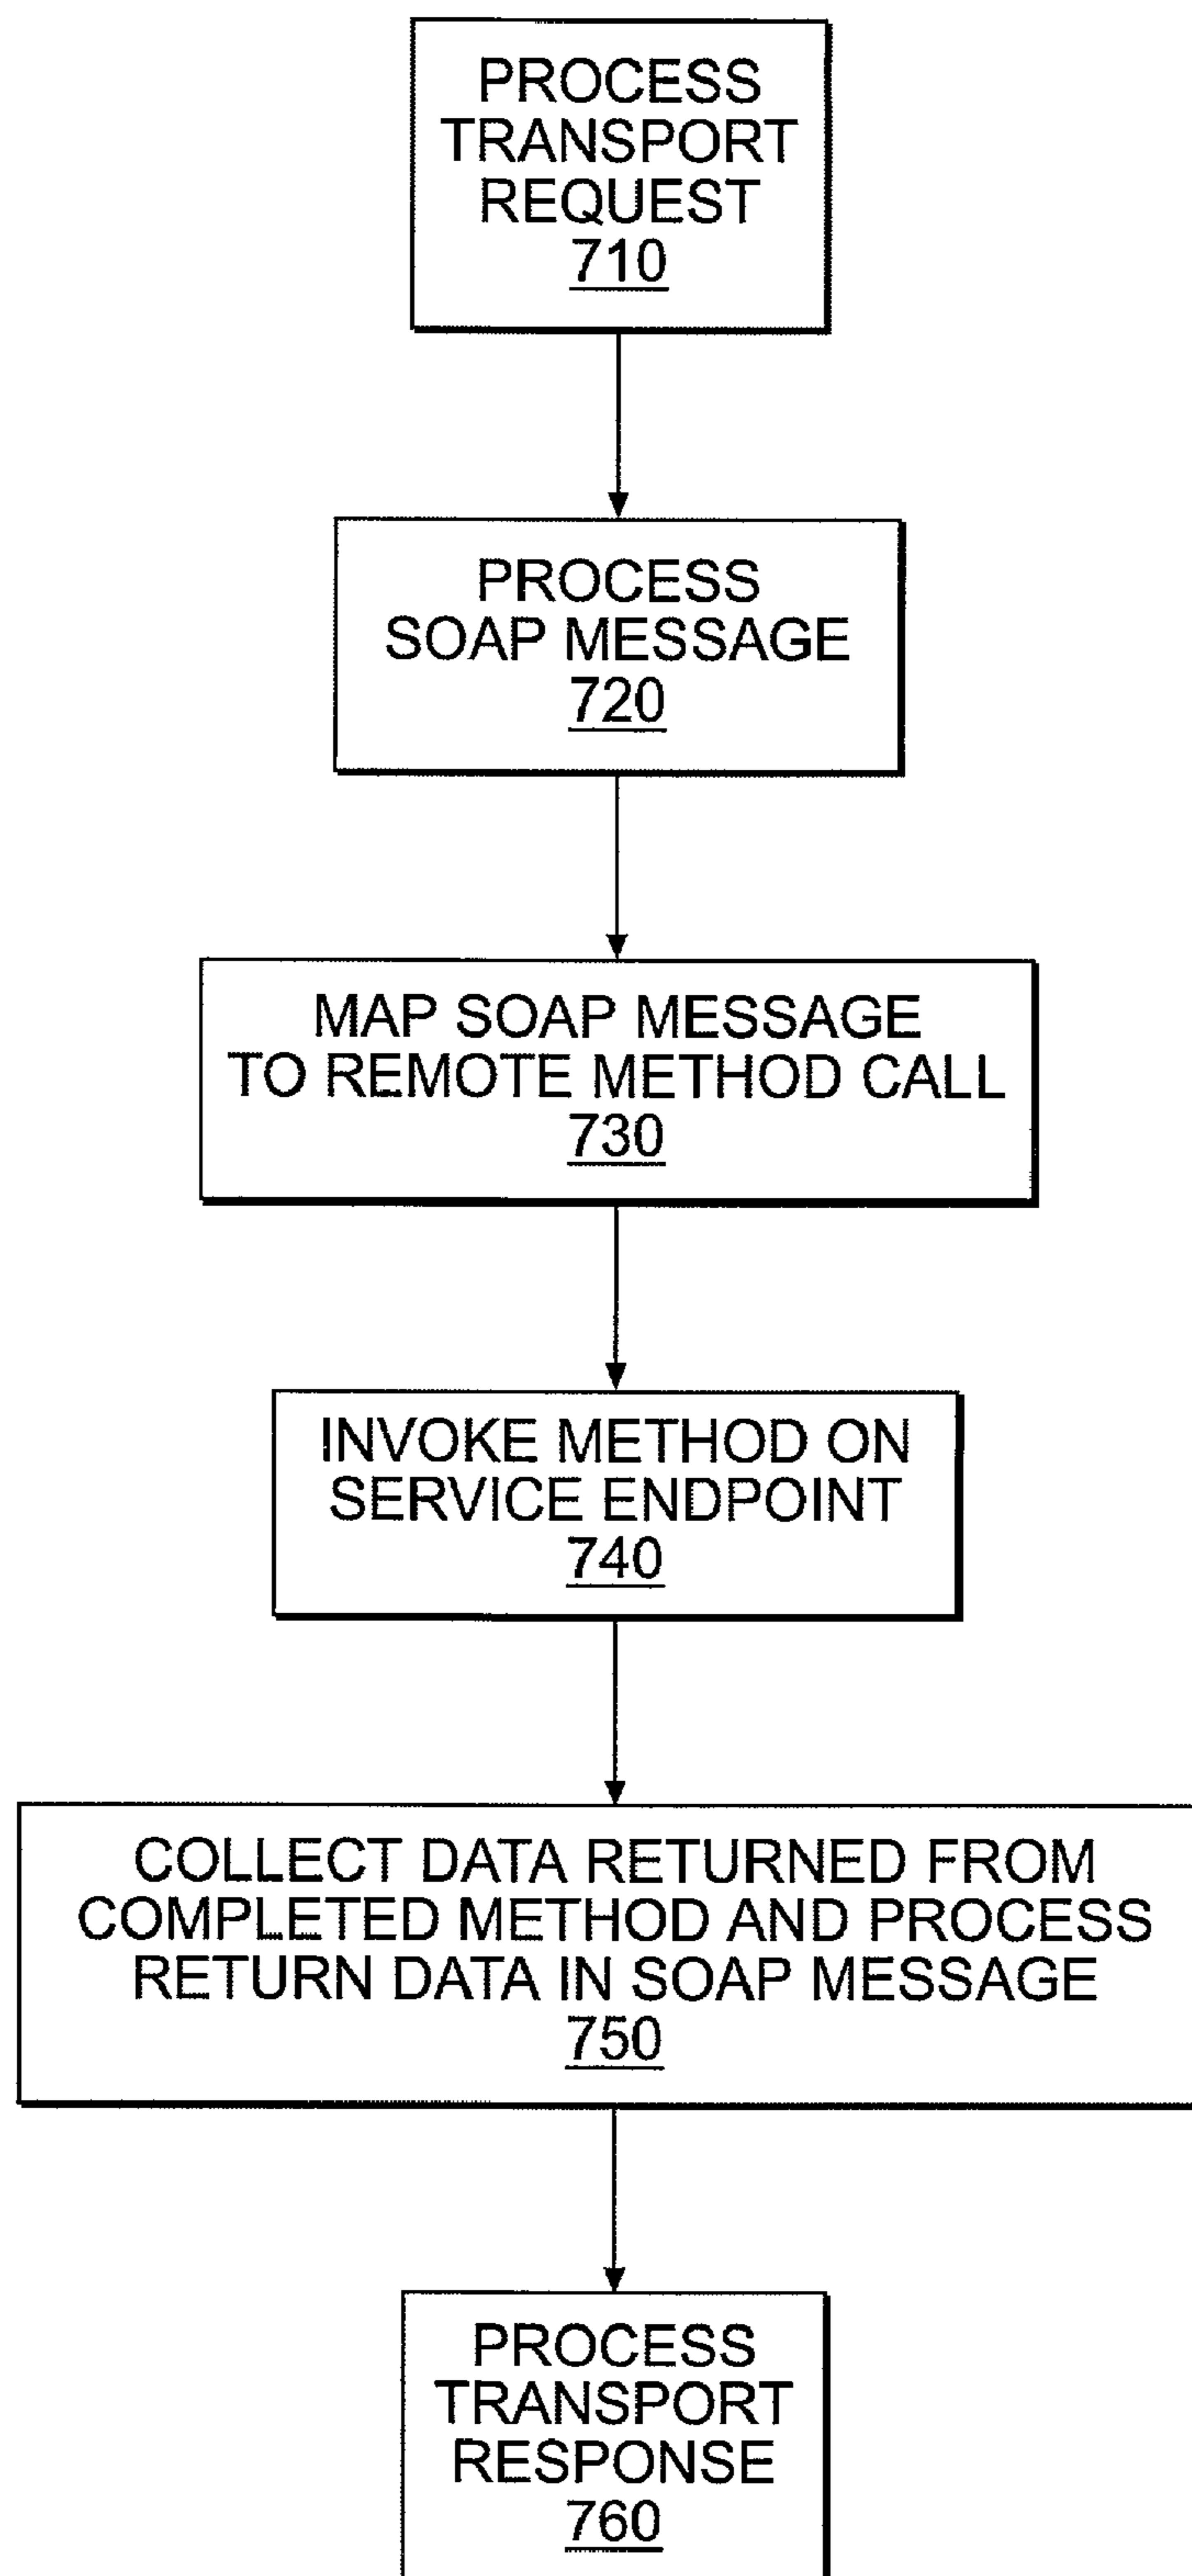 PROCESS
TRANSPORT
REQUEST
710
PROCESS
SOAP MESSAGE
720
MAP SOAP MESSAGE
TO REMOTE METHOD CALL
730
INVOKE METHOD ON
SERVICE ENDPOINT
740
COLLECT DATA RETURNED FROM
COMPLETED METHOD AND PROCESS
RETURN DATA IN SOAP MESSAGE
750
PROCESS
TRANSPORT
RESPONSE
760